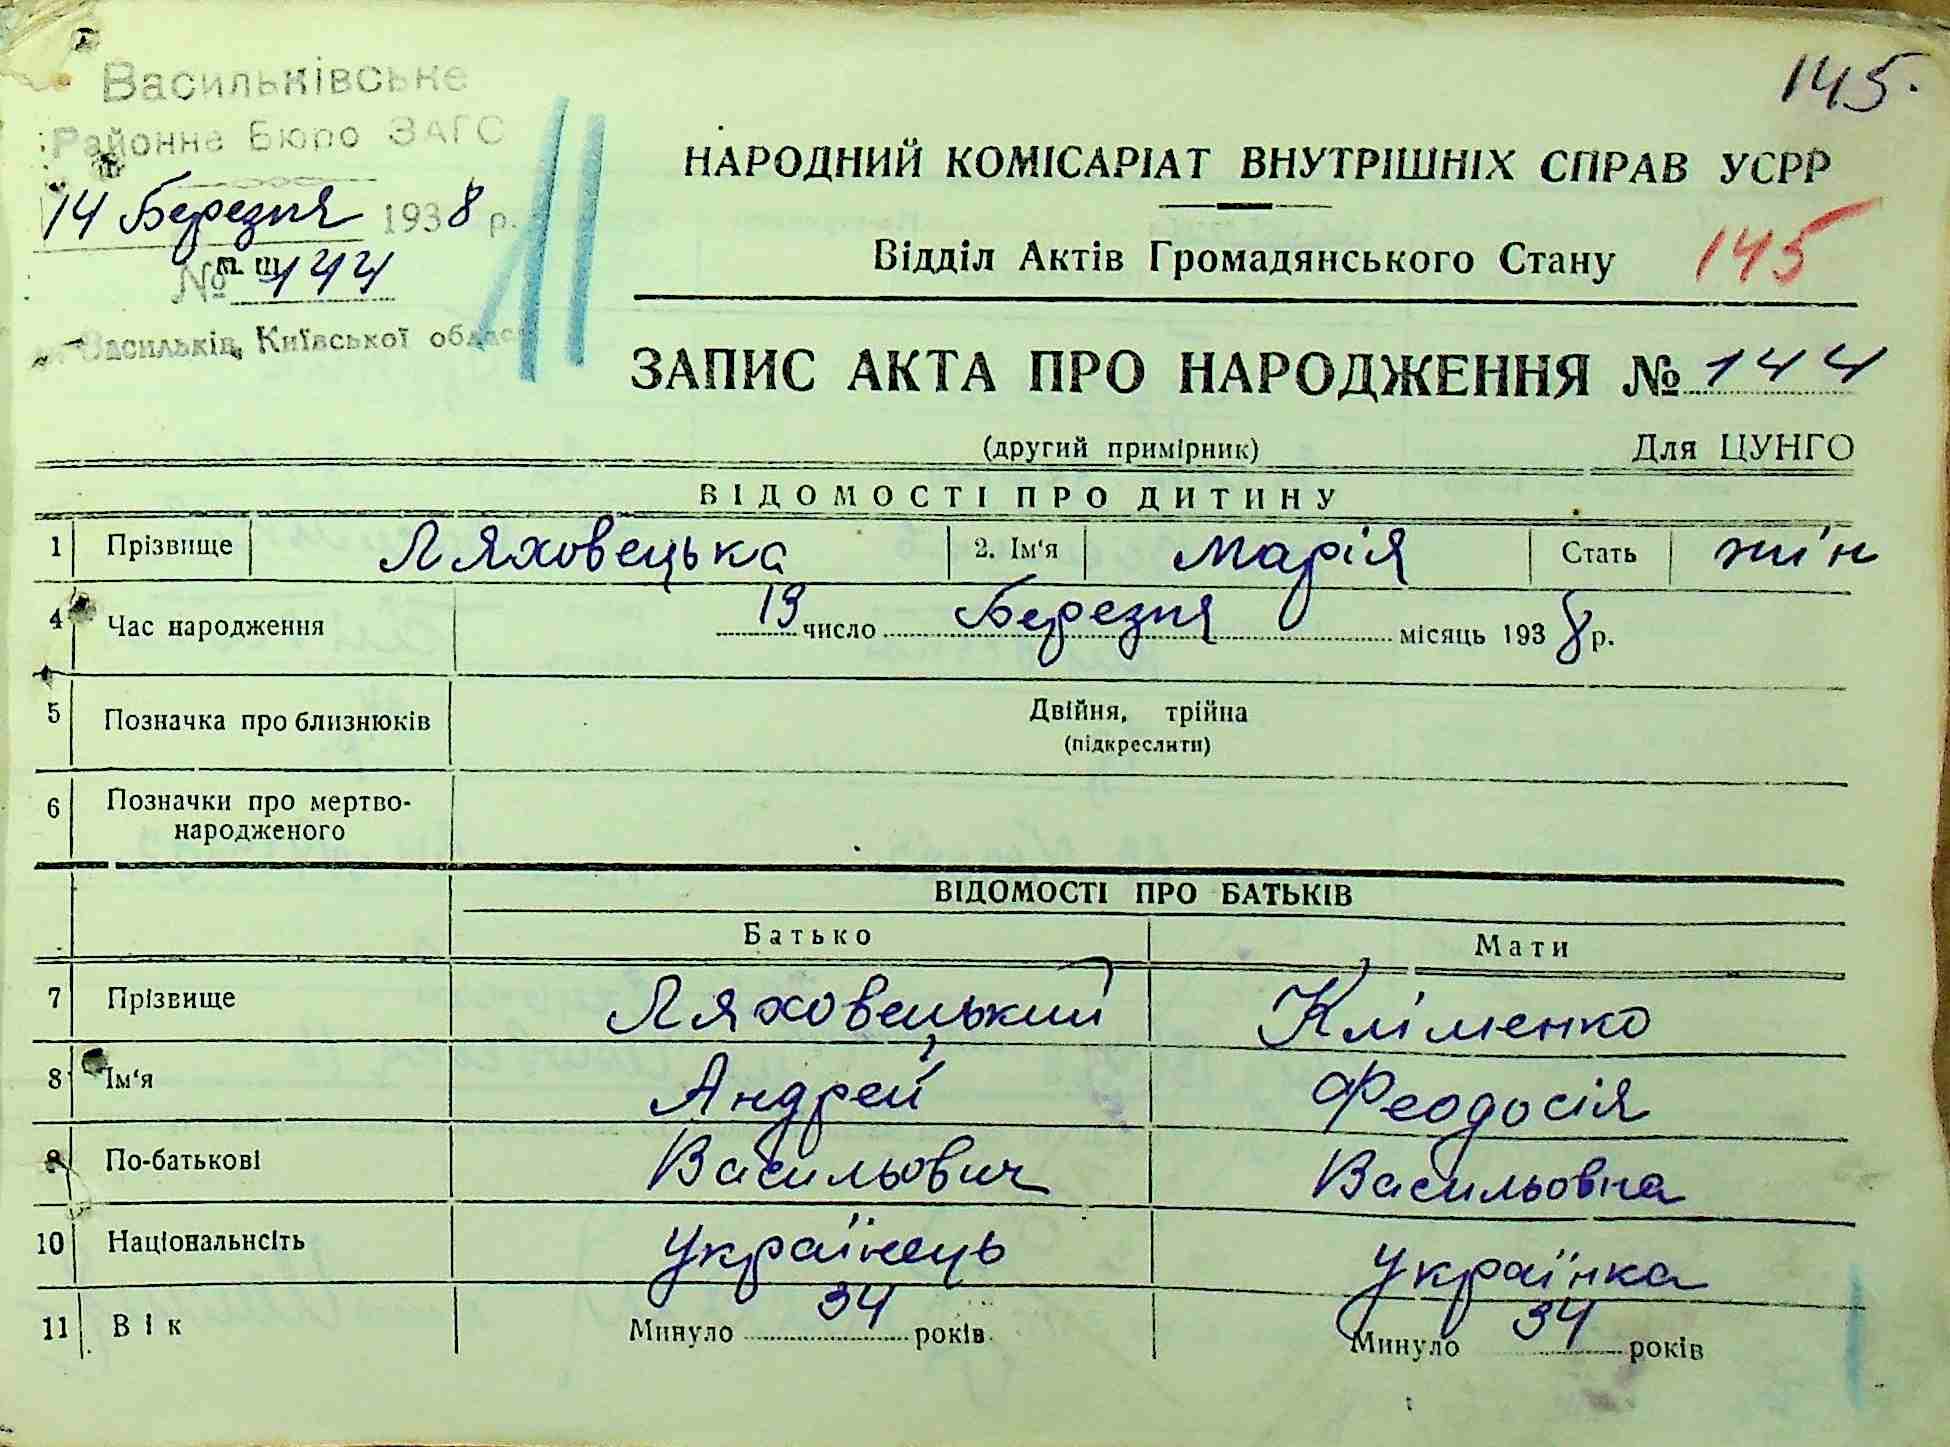 145.
Васильківське
Районне Бюро ЗАГС
14 Березня 1938 р.
№ 144
Васильків, Київської област
НАРОДНИЙ КОМІСАРІАТ ВНУТРІШНІХ СПРАВ УСРР
Відділ Актів Громадянського Стану 145
ЗАПИС АКТА ПРО НАРОДЖЕННЯ № 144
(другий примірник) Для ЦУНГО
ВІДОМОСТІ ПРО ДИТИНУ
1 Прізвище Ляховецька 2. Ім'я Марія Стать жін
4 Час народження 13 число Березня місяць 1938 р.
5 Позначка про близнюків Двійня, трійна
(підкреслити)
6 Позначки про мертво-
народженого
ВІДОМОСТІ ПРО БАТЬКІВ
Батько Мати
7 Прізвище Ляховецький Кліменко
8 Ім'я Андрей Феодосія
9 По-батькові Васильович Васильовна
10 Національнсіть Українець Українка
11 Вік Минуло 34 років Минуло 34 років